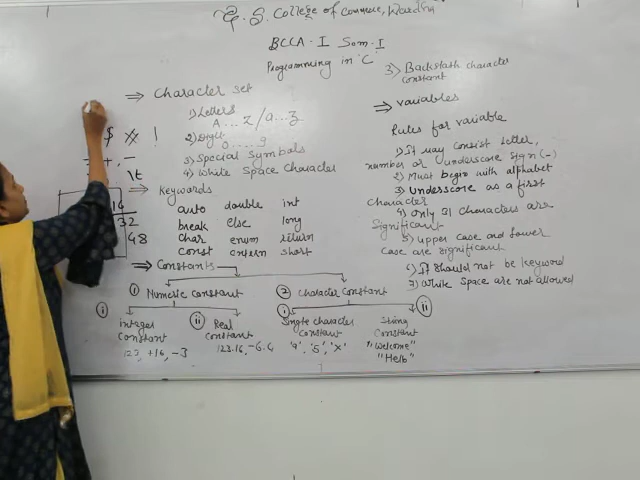 G. S. College of Commerce, Wardha
BCCA - I Sem - I
Programming in 'C'
⇒ Character set
1) Letters
A...Z / a...z
2) Digit
0....9
3) Special Symbols
4) White Space Character
$ * !
+, -
\t
16
32
48
⇒ Keywords
auto double int
break else long
char enum return
const extern short
⇒ Constants
① Numeric Constant ② Character Constant
ⓘ Integer Constant
123, +16, -3
ⓘⓘ Real Constant
123.16, -6.4
ⓘ Single character Constant
'a', '5', 'x'
ⓘⓘ String Constant
"Welcome"
"Hello"
3) Backslash character
constant
⇒ variables
Rules for variable
1) It may consist letter,
number or underscore sign (-)
2) Must begin with alphabet
3) Underscore as a first
character
4) Only 31 characters are
Significant
5) upper case and lower
case are significant
6) It should not be keyword
7) White Space are not allowed